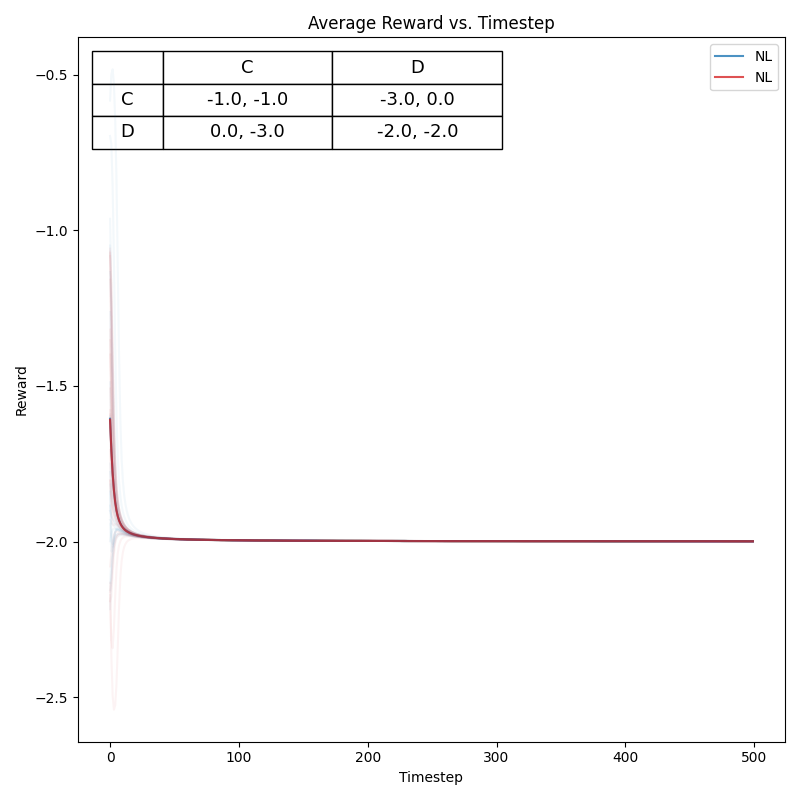 Average Reward vs. Timestep
C D
C -1.0, -1.0 -3.0, 0.0
D 0.0, -3.0 -2.0, -2.0
NL
NL
−0.5
−1.0
−1.5
−2.0
−2.5
Reward
0 100 200 300 400 500
Timestep